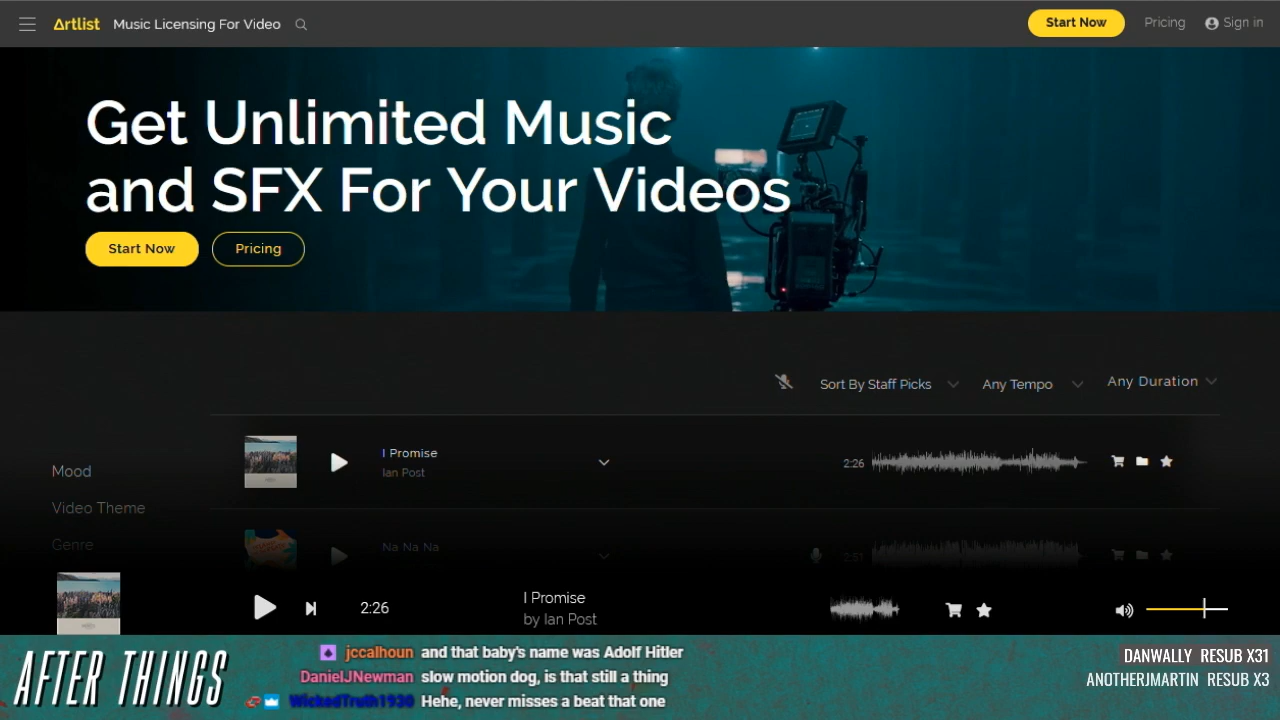 Artlist Music Licensing For Video Start Now Pricing Sign in
Get Unlimited Music
and SFX For Your Videos
Start Now Pricing
Sort By Staff Picks Any Tempo Any Duration
I Promise
Ian Post
2:26
Mood
Video Theme
Genre
Na Na Na
2:51
2:26
I Promise
by Ian Post
AFTER THINGS
jccalhoun and that baby's name was Adolf Hitler
DanielJNewman slow motion dog, is that still a thing
WickedTruth1930 Hehe, never misses a beat that one
DANWALLY RESUB X31
ANOTHERJMARTIN RESUB X3